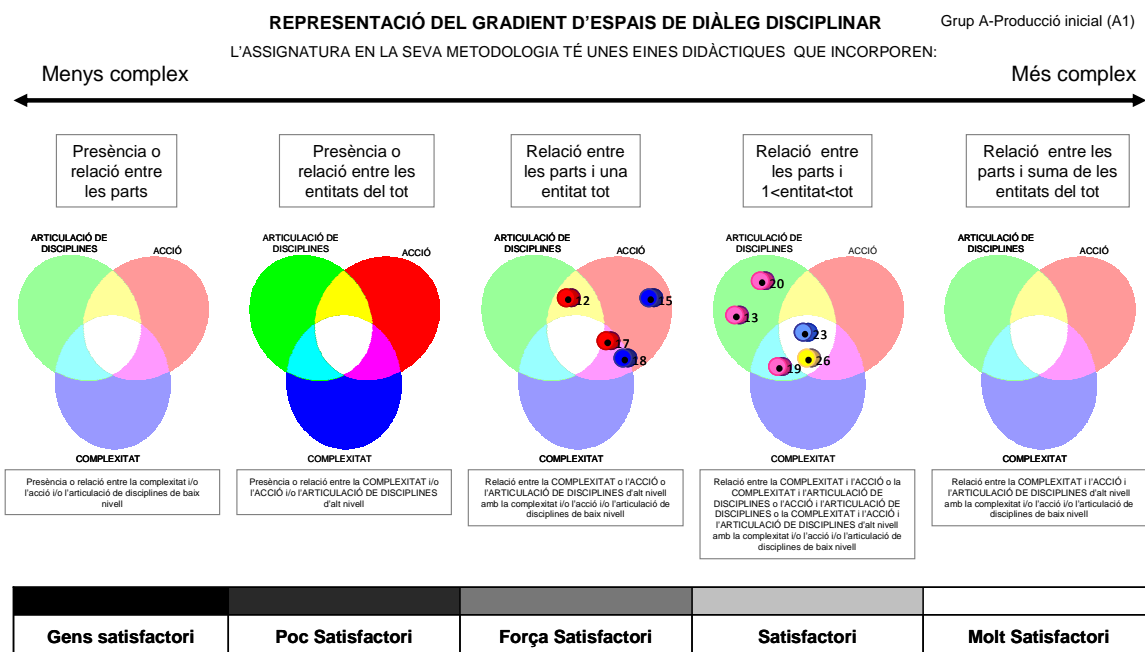 REPRESENTACIÓ DEL GRADIENT D'ESPAIS DE DIÀLEG DISCIPLINAR
Grup A-Producció inicial (A1)
L'ASSIGNATURA EN LA SEVA METODOLOGIA TÉ UNES EINES DIDÀCTIQUES QUE INCORPOREN:
Menys complex
Més complex
Presència o
relació entre
les parts
Presència o
relació entre les
entitats del tot
Relació entre
les parts i una
entitat tot
Relació entre
les parts i
1<entitat<tot
Relació entre les
parts i suma de les
entitats del tot
ARTICULACIÓ DE
DISCIPLINES
ACCIÓ
COMPLEXITAT
ARTICULACIÓ DE
DISCIPLINES
ACCIÓ
COMPLEXITAT
ARTICULACIÓ DE
DISCIPLINES
ACCIÓ
12
15
17
18
COMPLEXITAT
ARTICULACIÓ DE
DISCIPLINES
ACCIÓ
20
13
23
26
19
COMPLEXITAT
ARTICULACIÓ DE
DISCIPLINES
ACCIÓ
COMPLEXITAT
Presència o relació entre la complexitat i/o
l'acció i/o l'articulació de disciplines de baix
nivell
Presència o relació entre la COMPLEXITAT i/o
l'ACCIÓ i/o l'ARTICULACIÓ DE DISCIPLINES
d'alt nivell
Relació entre la COMPLEXITAT o l'ACCIÓ o
l'ARTICULACIÓ DE DISCIPLINES d'alt nivell
amb la complexitat i/o l'acció i/o l'articulació de
disciplines de baix nivell
Relació entre la COMPLEXITAT i l'ACCIÓ o la
COMPLEXITAT i l'ARTICULACIÓ DE
DISCIPLINES o l'ACCIÓ i l'ARTICULACIÓ DE
DISCIPLINES o la COMPLEXITAT i l'ACCIÓ i
l'ARTICULACIÓ DE DISCIPLINES d'alt nivell
amb la complexitat i/o l'acció i/o l'articulació de
disciplines de baix nivell
Relació entre la COMPLEXITAT i l'ACCIÓ i
l'ARTICULACIÓ DE DISCIPLINES d'alt nivell
amb la complexitat i/o l'acció i/o l'articulació de
disciplines de baix nivell
Gens satisfactori
Poc Satisfactori
Força Satisfactori
Satisfactori
Molt Satisfactori